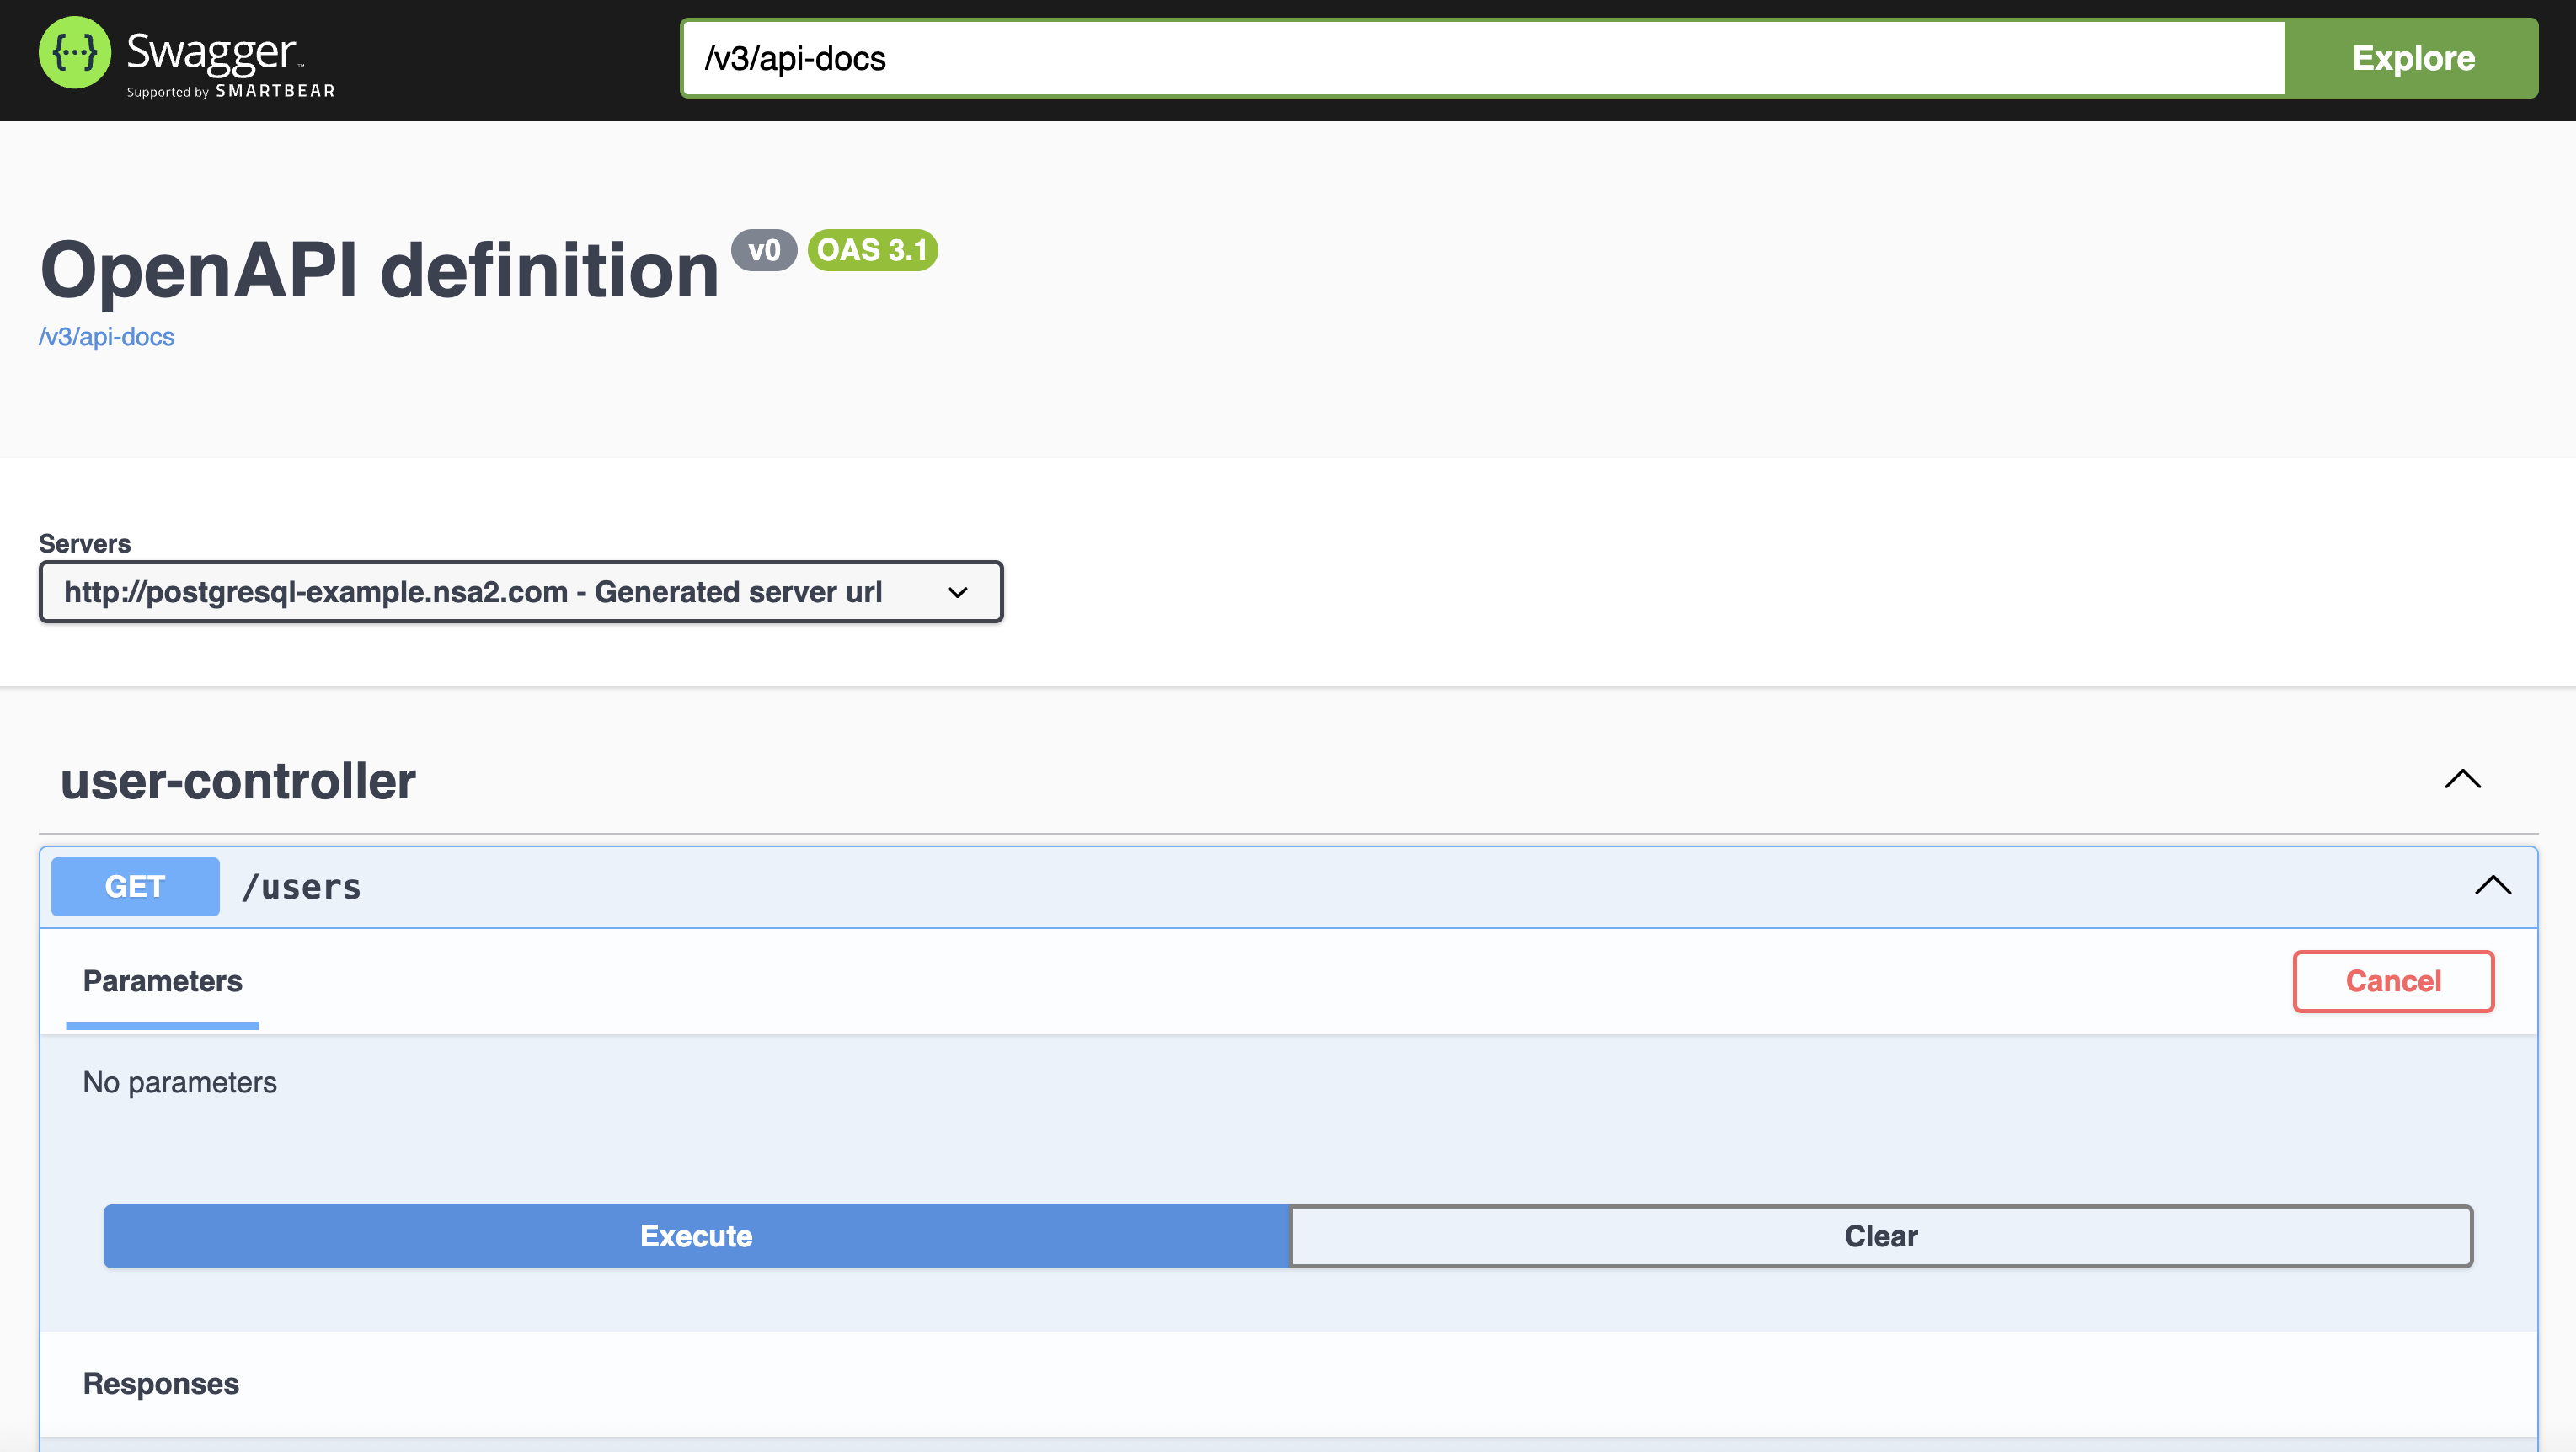 {···} Swagger™
Supported by SMARTBEAR
/v3/api-docs
Explore
OpenAPI definition v0 OAS 3.1
/v3/api-docs
Servers
http://postgresql-example.nsa2.com - Generated server url
user-controller
GET /users
Parameters
Cancel
No parameters
Execute
Clear
Responses